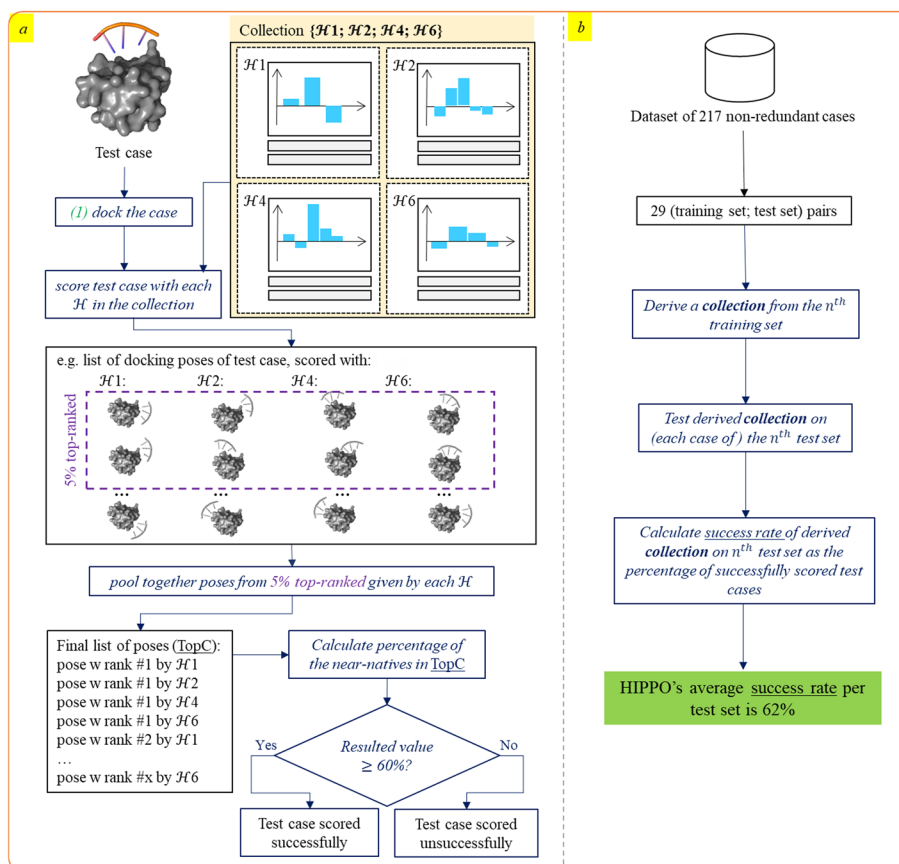 a
Collection {ℋ1; ℋ2; ℋ4; ℋ6}
ℋ1
ℋ2
ℋ4
ℋ6
Test case
(1) dock the case
score test case with each
ℋ in the collection
e.g. list of docking poses of test case, scored with:
ℋ1: ℋ2: ℋ4: ℋ6:
5% top-ranked
... ... ... ...
pool together poses from 5% top-ranked given by each ℋ
Final list of poses (TopC):
pose w rank #1 by ℋ1
pose w rank #1 by ℋ2
pose w rank #1 by ℋ4
pose w rank #1 by ℋ6
pose w rank #2 by ℋ1
...
pose w rank #x by ℋ6
Calculate percentage of
the near-natives in TopC
Resulted value
≥ 60%?
Yes
No
Test case scored
successfully
Test case scored
unsuccessfully
b
Dataset of 217 non-redundant cases
29 (training set; test set) pairs
Derive a collection from the nᵗʰ
training set
Test derived collection on
(each case of ) the nᵗʰ test set
Calculate success rate of derived
collection on nᵗʰ test set as the
percentage of successfully scored test
cases
HIPPO's average success rate per
test set is 62%